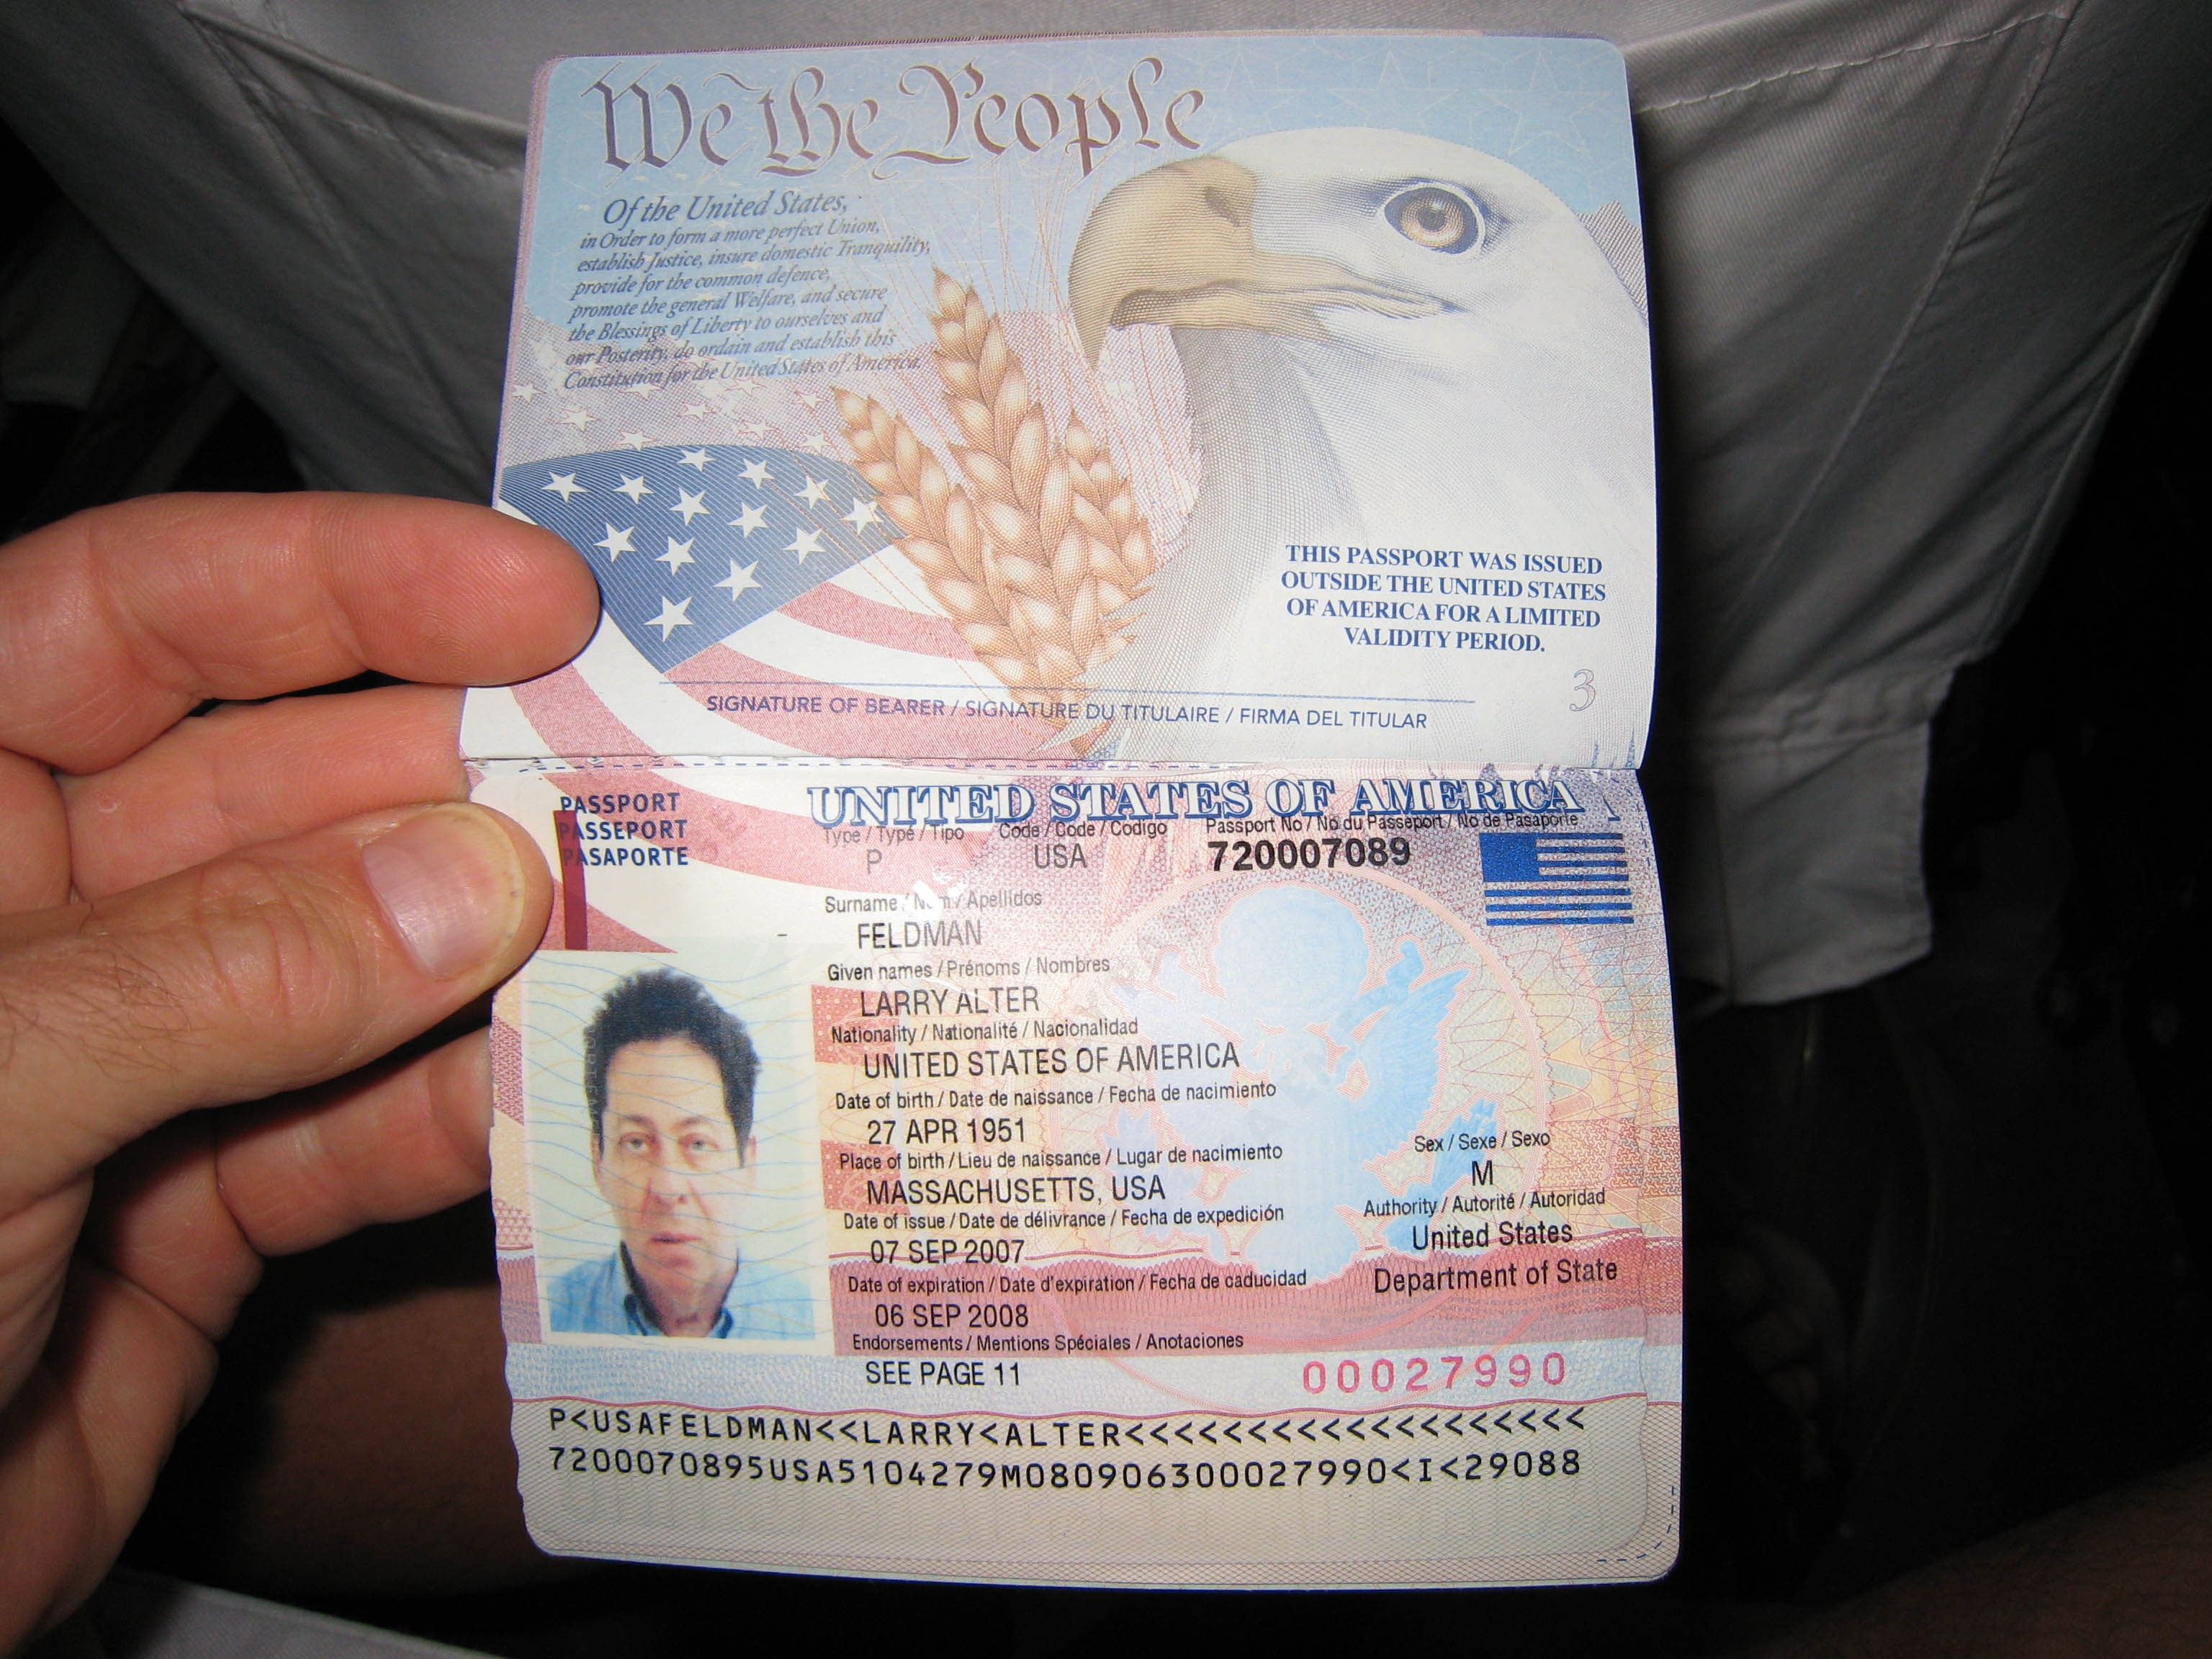 We the People
Of the United States,
in Order to form a more perfect Union,
establish Justice, insure domestic Tranquility,
provide for the common defence,
promote the general Welfare, and secure
the Blessings of Liberty to ourselves and
our Posterity, do ordain and establish this
Constitution for the United States of America.
THIS PASSPORT WAS ISSUED
OUTSIDE THE UNITED STATES
OF AMERICA FOR A LIMITED
VALIDITY PERIOD.
3
SIGNATURE OF BEARER / SIGNATURE DU TITULAIRE / FIRMA DEL TITULAR
PASSPORT
PASSEPORT
PASAPORTE
UNITED STATES OF AMERICA
Type / Typé / Tipo Code / Code / Codigo Passport No / No du Passeport / No de Pasaporte
P USA 720007089
Surname / Nom / Apellidos
FELDMAN
Given names / Prénoms / Nombres
LARRY ALTER
Nationality / Nationalité / Nacionalidad
UNITED STATES OF AMERICA
Date of birth / Date de naissance / Fecha de nacimiento
27 APR 1951
Place of birth / Lieu de naissance / Lugar de nacimiento
MASSACHUSETTS, USA
Sex / Sexe / Sexo
M
Date of issue / Date de délivrance / Fecha de expedición
07 SEP 2007
Authority / Autorité / Autoridad
United States
Department of State
Date of expiration / Date d'expiration / Fecha de caducidad
06 SEP 2008
Endorsements / Mentions Spéciales / Anotaciones
SEE PAGE 11
00027990
P<USAFELDMAN<<LARRY<ALTER<<<<<<<<<<<<<<<<<<<
7200070895USA5104279M080906300027990<I<29088